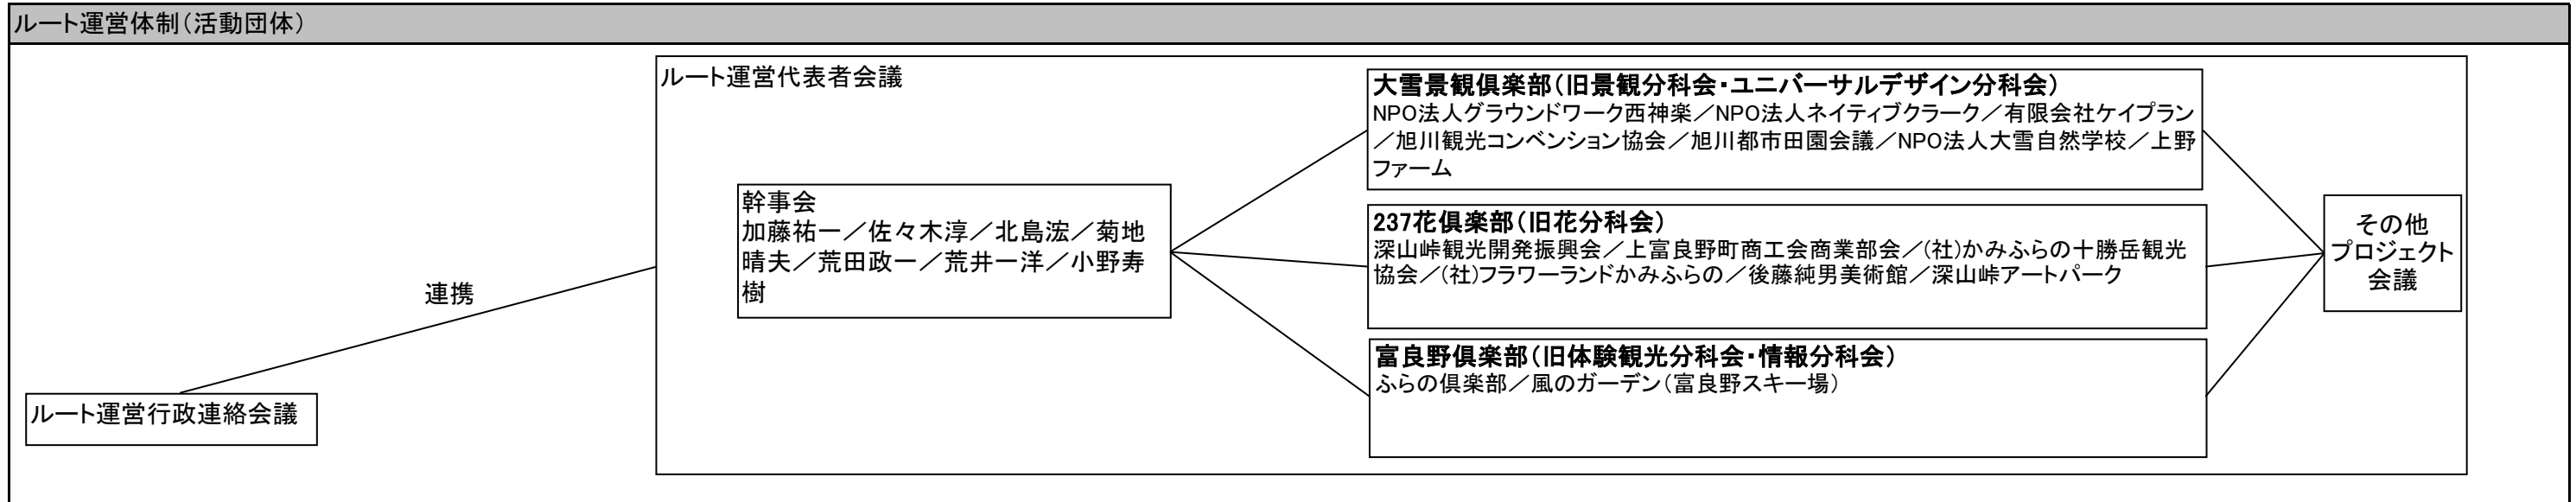 ルート運営体制（活動団体）
ルート運営代表者会議
大雪景観倶楽部（旧景観分科会・ユニバーサルデザイン分科会）
NPO法人グラウンドワーク西神楽／NPO法人ネイティブクラーク／有限会社ケイプラン
／旭川観光コンベンション協会／旭川都市田園会議／NPO法人大雪自然学校／上野
ファーム
幹事会
加藤祐一／佐々木淳／北島浤／菊地
晴夫／荒田政一／荒井一洋／小野寿
樹
237花倶楽部（旧花分科会）
深山峠観光開発振興会／上富良野町商工会商業部会／(社)かみふらの十勝岳観光
協会／(社)フラワーランドかみふらの／後藤純男美術館／深山峠アートパーク
その他
プロジェクト
会議
連携
富良野倶楽部（旧体験観光分科会・情報分科会）
ふらの倶楽部／風のガーデン（富良野スキー場）
ルート運営行政連絡会議